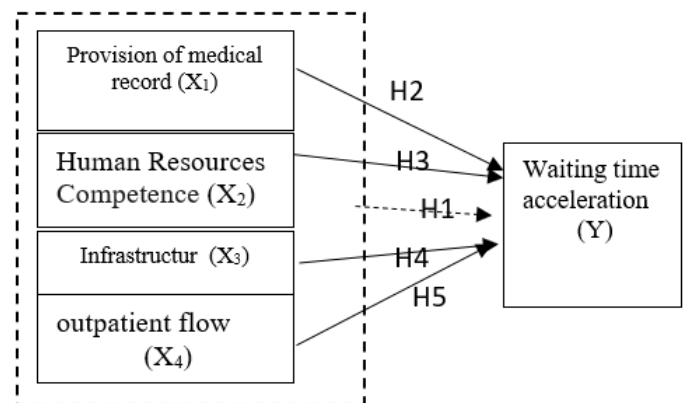 Provision of medical
record (X₁)
H2
Human Resources
Competence (X₂)
H3
Waiting time
acceleration
(Y)
H1
Infrastructur (X₃)
H4
H5
outpatient flow
(X₄)